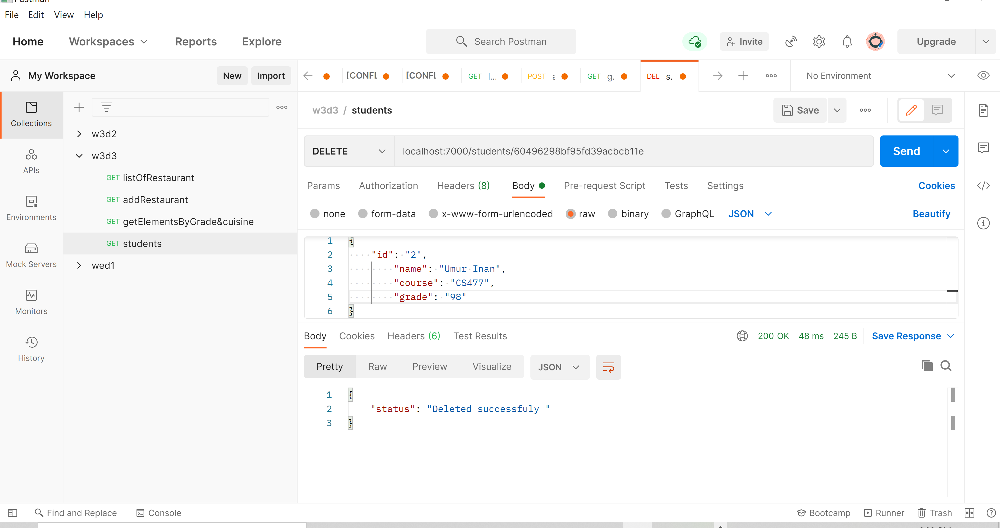 Postman
File Edit View Help
Home Workspaces Reports Explore Search Postman Invite Upgrade
My Workspace New Import [CONFL [CONFL GET l... POST GET g. DEL s. No Environment
Collections
APIs
Environments
Mock Servers
Monitors
History
w3d2
w3d3
GET listOfRestaurant
GET addRestaurant
GET getElementsByGrade&cuisine
GET students
wed1
w3d3 / students Save
DELETE localhost:7000/students/60496298bf95fd39acbcb11e Send
Params Authorization Headers (8) Body Pre-request Script Tests Settings Cookies
none form-data x-www-form-urlencoded raw binary GraphQL JSON Beautify
1 {
2 "id": "2",
3 "name": "Umur Inan",
4 "course": "CS477",
5 "grade": "98"
6 }
Body Cookies Headers (6) Test Results 200 OK 48 ms 245 B Save Response
Pretty Raw Preview Visualize JSON
1 {
2 "status": "Deleted successfuly "
3 }
Find and Replace Console Bootcamp Runner Trash